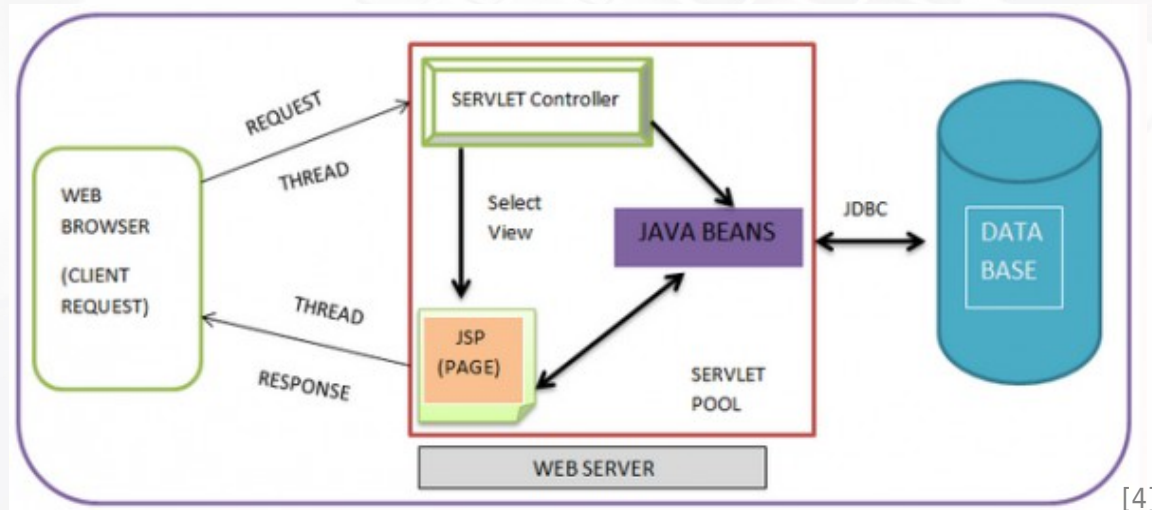 REQUEST
THREAD
WEB
BROWSER
(CLIENT
REQUEST)
THREAD
RESPONSE
SERVLET Controller
Select
View
JAVA BEANS
JSP
(PAGE)
SERVLET
POOL
WEB SERVER
JDBC
DATA
BASE
[4]